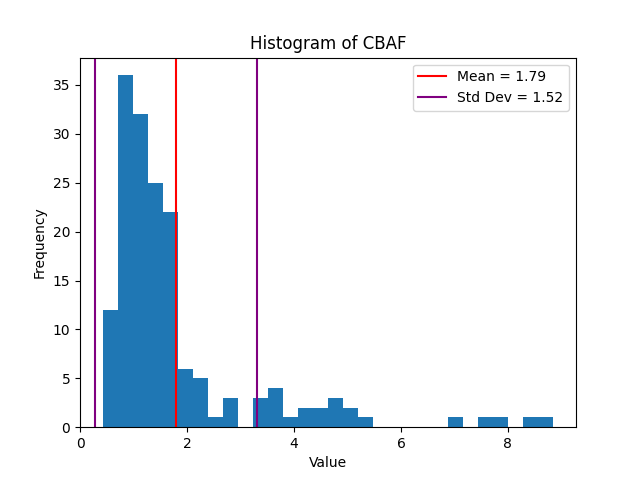 Histogram of CBAF
Mean = 1.79
Std Dev = 1.52
Frequency
35
30
25
20
15
10
5
0
0 2 4 6 8
Value